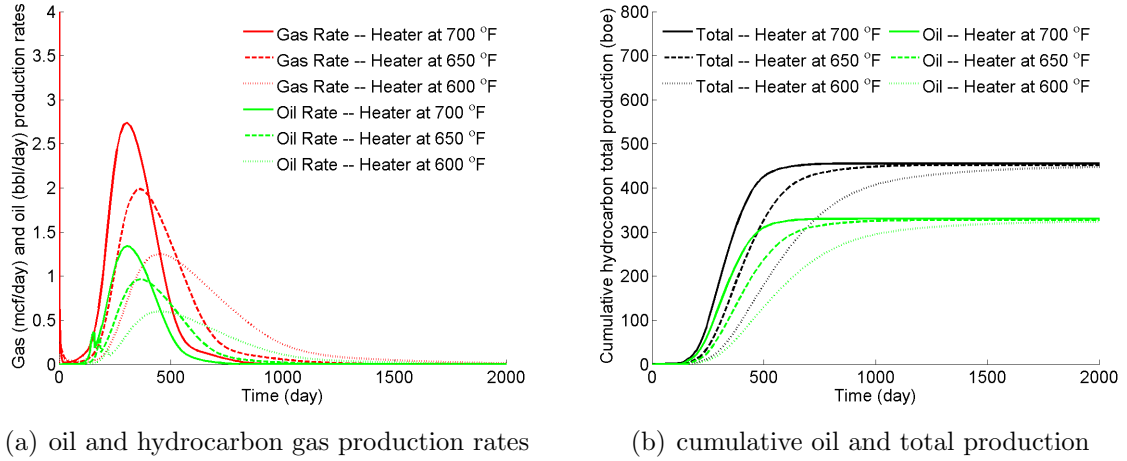 Gas (mcf/day) and oil (bbl/day) production rates
4
3.5
3
2.5
2
1.5
1
0.5
0
0
500
1000
1500
2000
Time (day)
Gas Rate -- Heater at 700 °F
Gas Rate -- Heater at 650 °F
Gas Rate -- Heater at 600 °F
Oil Rate -- Heater at 700 °F
Oil Rate -- Heater at 650 °F
Oil Rate -- Heater at 600 °F
(a) oil and hydrocarbon gas production rates
Cumulative hydrocarbon total production (boe)
800
700
600
500
400
300
200
100
0
0
500
1000
1500
2000
Time (day)
Total -- Heater at 700 °F
Total -- Heater at 650 °F
Total -- Heater at 600 °F
Oil -- Heater at 700 °F
Oil -- Heater at 650 °F
Oil -- Heater at 600 °F
(b) cumulative oil and total production